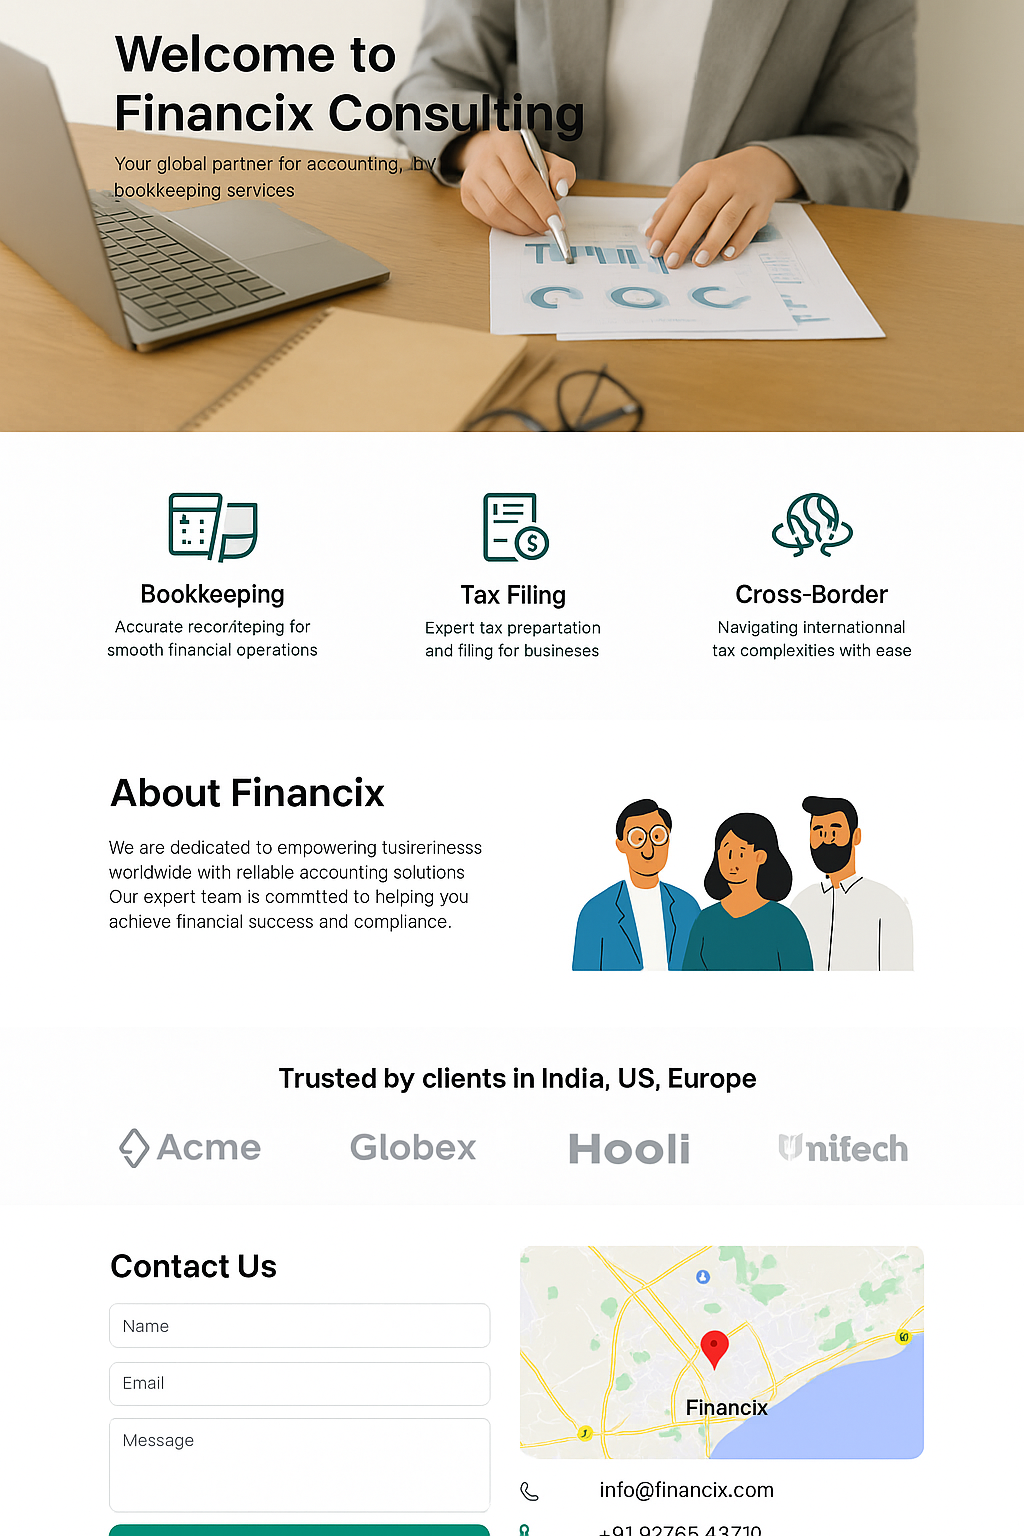 Welcome to
Financix Consulting
Your global partner for accounting, by
bookkeeping services
Bookkeeping
Accurate recor/teping for
smooth financial operations
Tax Filing
Expert tax prepartation
and filing for busineses
Cross-Border
Navigating internationnal
tax complexities with ease
About Financix
We are dedicated to empowering tusirerinesss
worldwide with rellable accounting solutions
Our expert team is commtted to helping you
achieve financial success and compliance.
Trusted by clients in India, US, Europe
Acme
Globex
Hooli
Unifech
Contact Us
Name
Email
Message
Financix
info@financix.com
+91 92765 43710